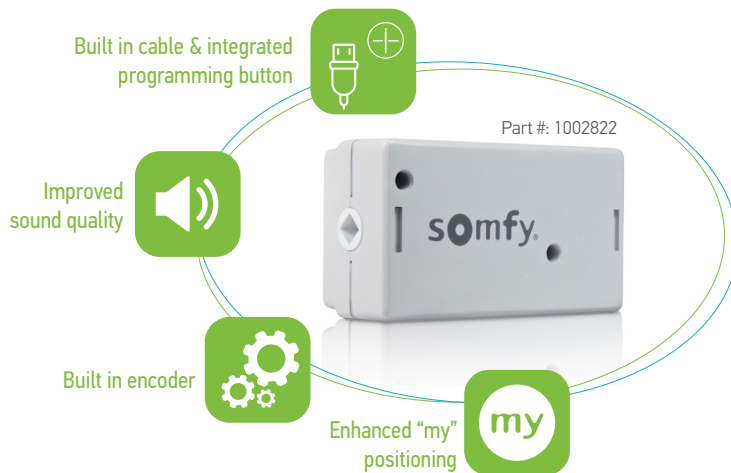 Built in cable & integrated
programming button
Part #: 1002822
somfy®
Improved
sound quality
Built in encoder
Enhanced “my”
positioning
my